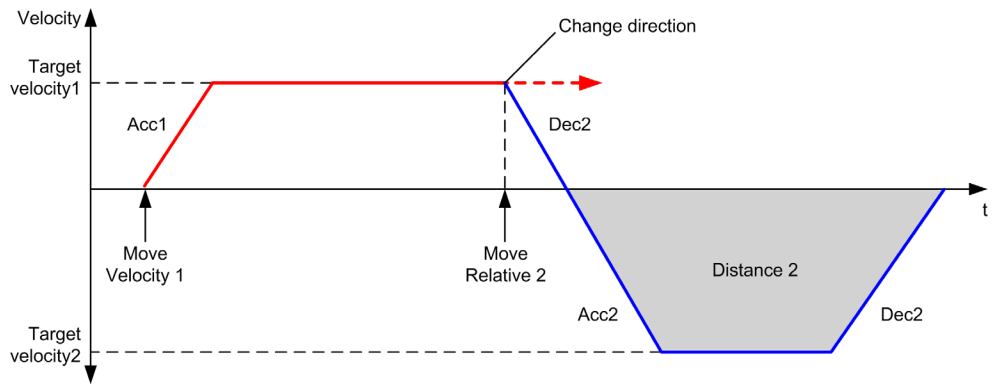 Velocity
Change direction
Target
velocity1
Acc1
Dec2
t
Move
Velocity 1
Move
Relative 2
Distance 2
Acc2
Dec2
Target
velocity2